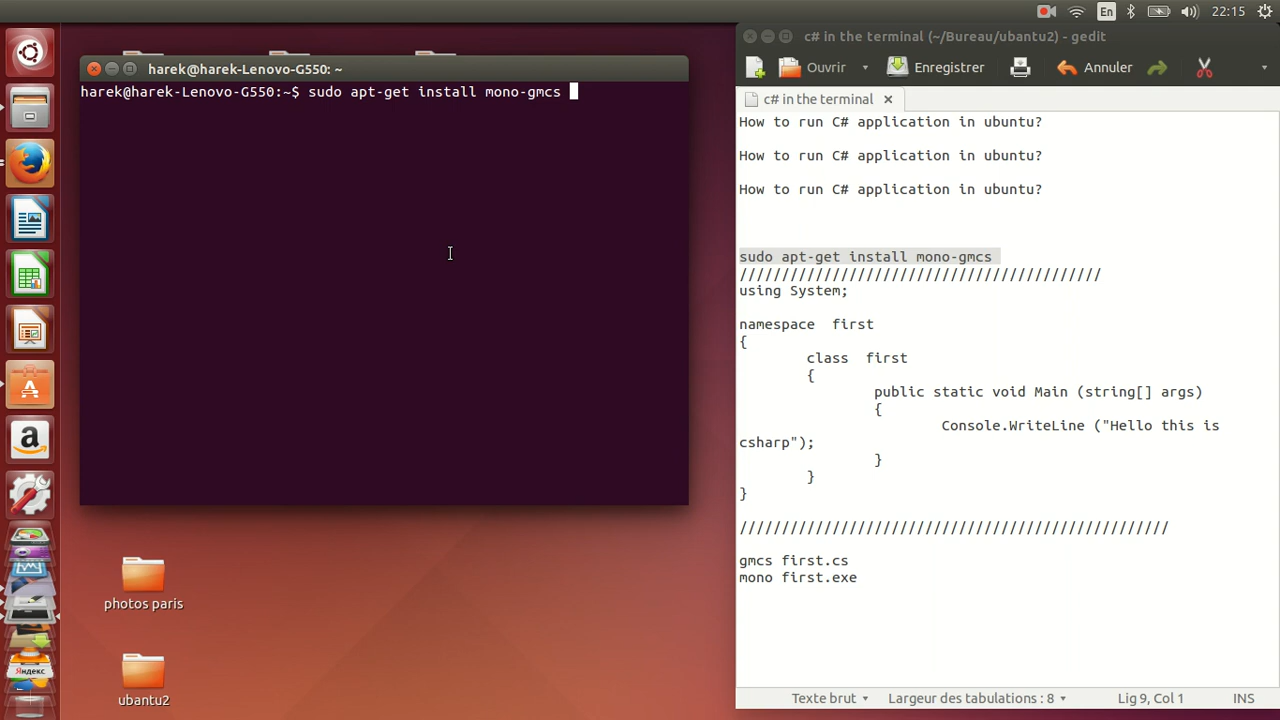 En
22:15
harek@harek-Lenovo-G550: ~
harek@harek-Lenovo-G550:~$ sudo apt-get install mono-gmcs
c# in the terminal (~/Bureau/ubantu2) - gedit
Ouvrir
Enregistrer
Annuler
c# in the terminal
How to run C# application in ubuntu?
How to run C# application in ubuntu?
How to run C# application in ubuntu?
sudo apt-get install mono-gmcs
///////////////////////////////////////////
using System;
namespace  first
{
class  first
{
public static void Main (string[] args)
{
Console.WriteLine ("Hello this is
csharp");
}
}
}
///////////////////////////////////////////////////
gmcs first.cs
mono first.exe
Texte brut
Largeur des tabulations : 8
Lig 9, Col 1
INS
a
Яндекс
photos paris
ubantu2